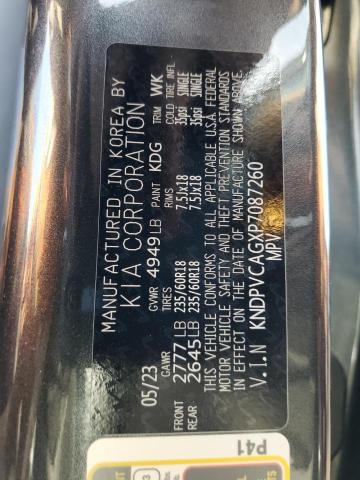 MANUFACTURED IN KOREA BY
KIA CORPORATION
05/23 GVWR 4949LB PAINT KDG TRIM WK
GAWR TIRES RIMS COLD TIRE INFL.
FRONT 2777LB 235/60R18 7.5JX18 35psi SINGLE
REAR 2645LB 235/60R18 7.5JX18 35psi SINGLE
THIS VEHICLE CONFORMS TO ALL APPLICABLE U.S.A FEDERAL
MOTOR VEHICLE SAFETY AND THEFT PREVENTION STANDARDS
IN EFFECT ON THE DATE OF MANUFACTURE SHOWN ABOVE.
V.I.N KNDPVCAGXP7087260
MPV
P41